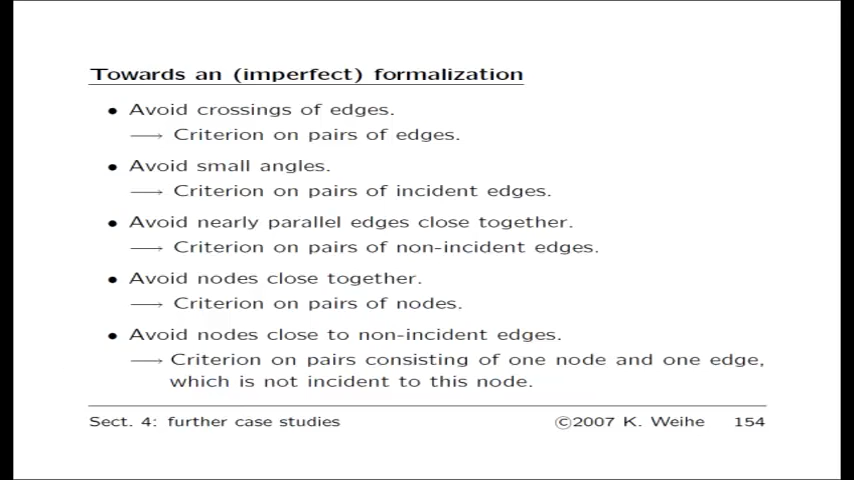 Towards an (imperfect) formalization
• Avoid crossings of edges.
⟶ Criterion on pairs of edges.
• Avoid small angles.
⟶ Criterion on pairs of incident edges.
• Avoid nearly parallel edges close together.
⟶ Criterion on pairs of non-incident edges.
• Avoid nodes close together.
⟶ Criterion on pairs of nodes.
• Avoid nodes close to non-incident edges.
⟶ Criterion on pairs consisting of one node and one edge,
which is not incident to this node.
Sect. 4: further case studies ©2007 K. Weihe 154